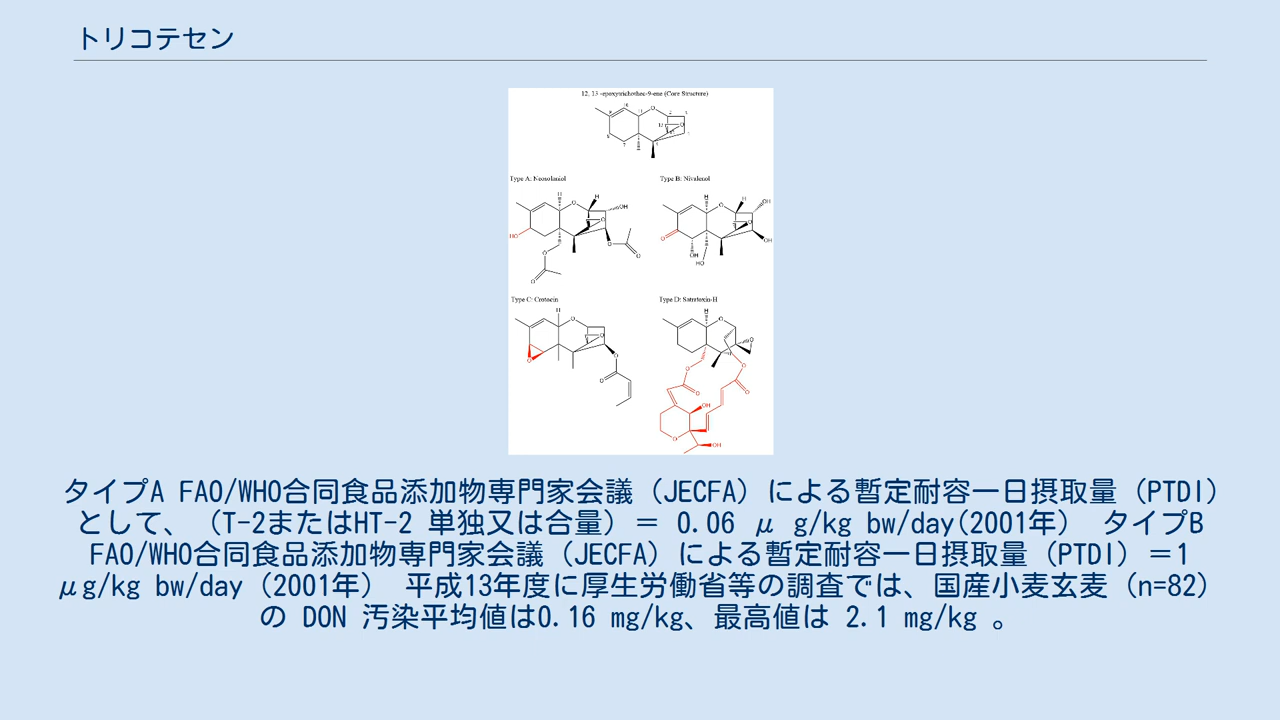 トリコテセン
12, 13 -epoxytrichothec-9-ene (Core Structure)
Type A: Neosolaniol
Type B: Nivalenol
HO
H
O
H
OH
O
O
O
O
O
H
O
H
OH
O
O
OH
OH
HO
Type C: Crotocin
Type D: Satratoxin-H
H
O
O
O
O
O
H
O
O
O
O
O
O
OH
O
OH
タイプA FAO/WHO合同食品添加物専門家会議（JECFA）による暫定耐容一日摂取量（PTDI）
として、（T-2またはHT-2 単独又は合量）＝ 0.06 μ g/kg bw/day(2001年） タイプB
FAO/WHO合同食品添加物専門家会議（JECFA）による暫定耐容一日摂取量（PTDI）＝1
μg/kg bw/day（2001年） 平成13年度に厚生労働省等の調査では、国産小麦玄麦（n=82）
の DON 汚染平均値は0.16 mg/kg、最高値は 2.1 mg/kg 。